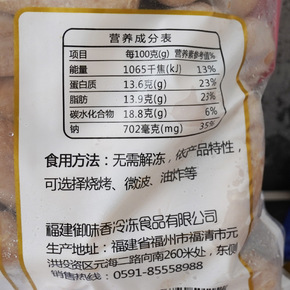 营养成分表
项目 每100克(g) 营养素参考值%
能量 1065千焦(kJ) 13%
蛋白质 13.6克(g) 23%
脂肪 13.9克(g) 23%
碳水化合物 18.8克(g) 6%
钠 702毫克(mg) 35%
食用方法：无需解冻，依产品特性，
可选择烧烤、微波、油炸等
福建御味香冷冻食品有限公司
生产地址：福建省福州市福清市元
洪投资区元海二路向南260米处，东侧
销售热线：0591-85558988